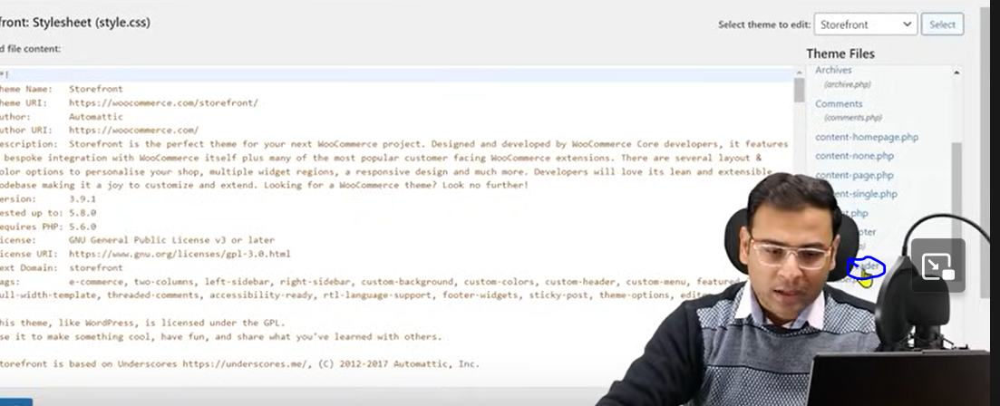 ront: Stylesheet (style.css)
Select theme to edit: Storefront Select
d file content:
Theme Files
heme Name: Storefront
heme URI: https://woocommerce.com/storefront/
uthor: Automattic
uthor URI: https://woocommerce.com/
escription: Storefront is the perfect theme for your next WooCommerce project. Designed and developed by WooCommerce Core developers, it features
bespoke integration with WooCommerce itself plus many of the most popular customer facing WooCommerce extensions. There are several layout &
olor options to personalise your shop, multiple widget regions, a responsive design and much more. Developers will love its lean and extensible
odebase making it a joy to customize and extend. Looking for a WooCommerce theme? Look no further!
ersion: 3.9.1
ested up to: 5.8.0
equires PHP: 5.6.0
icense: GNU General Public License v3 or later
icense URI: https://www.gnu.org/licenses/gpl-3.0.html
ext Domain: storefront
ags: e-commerce, two-columns, left-sidebar, right-sidebar, custom-background, custom-colors, custom-header, custom-menu, featured
ull-width-template, threaded-comments, accessibility-ready, rtl-language-support, footer-widgets, sticky-post, theme-options, edit
his theme, like WordPress, is licensed under the GPL.
se it to make something cool, have fun, and share what you've learned with others.
torefront is based on Underscores https://underscores.me/, (C) 2012-2017 Automattic, Inc.
Archives
(archive.php)
Comments
(comments.php)
content-homepage.php
content-none.php
content-page.php
ent-single.php
nt.php
oter
ader